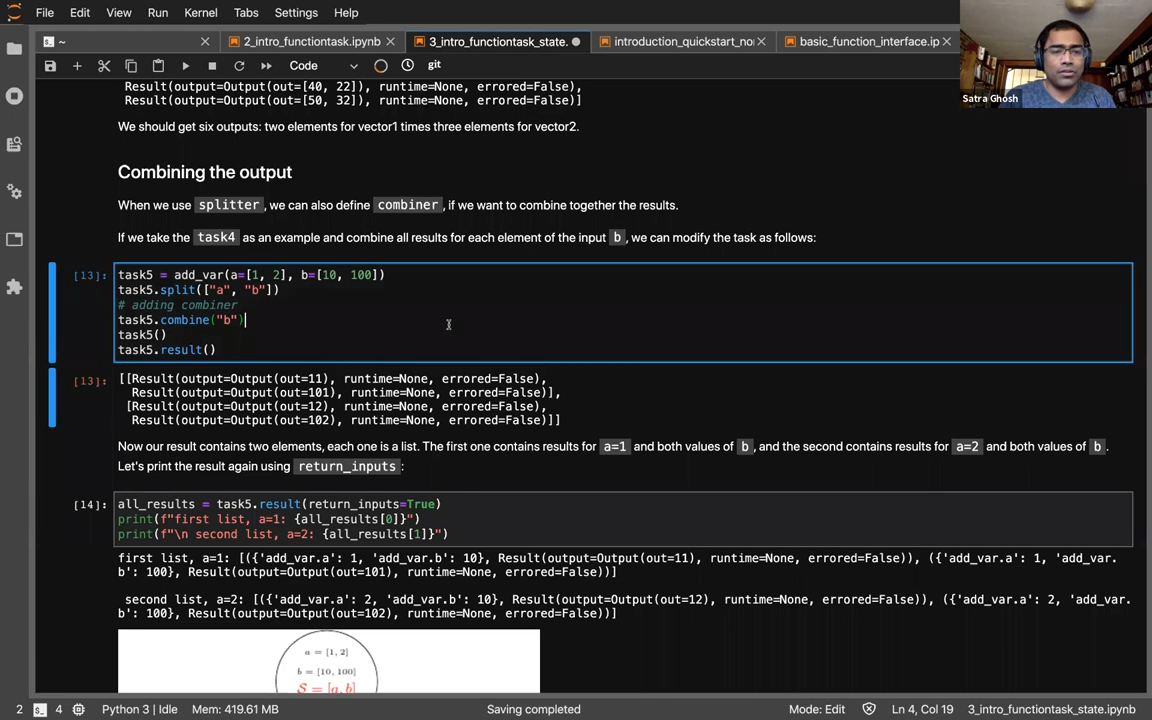 File Edit View Run Kernel Tabs Settings Help
~ 2_intro_functiontask.ipynb 3_intro_functiontask_state. introduction_quickstart_no basic_function_interface.ip
Code git
Satra Ghosh
Result(output=Output(out=[40, 22]), runtime=None, errored=False),
Result(output=Output(out=[50, 32]), runtime=None, errored=False)]
We should get six outputs: two elements for vector1 times three elements for vector2.
Combining the output
When we use splitter, we can also define combiner, if we want to combine together the results.
If we take the task4 as an example and combine all results for each element of the input b, we can modify the task as follows:
[13]: task5 = add_var(a=[1, 2], b=[10, 100])
task5.split(["a", "b"])
# adding combiner
task5.combine("b")
task5()
task5.result()
[13]: [[Result(output=Output(out=11), runtime=None, errored=False),
Result(output=Output(out=101), runtime=None, errored=False)],
[Result(output=Output(out=12), runtime=None, errored=False),
Result(output=Output(out=102), runtime=None, errored=False)]]
Now our result contains two elements, each one is a list. The first one contains results for a=1 and both values of b, and the second contains results for a=2 and both values of b.
Let's print the result again using return_inputs:
[14]: all_results = task5.result(return_inputs=True)
print(f"first list, a=1: {all_results[0]}")
print(f"\n second list, a=2: {all_results[1]}")
first list, a=1: [({'add_var.a': 1, 'add_var.b': 10}, Result(output=Output(out=11), runtime=None, errored=False)), ({'add_var.a': 1, 'add_var.
b': 100}, Result(output=Output(out=101), runtime=None, errored=False))]
second list, a=2: [({'add_var.a': 2, 'add_var.b': 10}, Result(output=Output(out=12), runtime=None, errored=False)), ({'add_var.a': 2, 'add_var.
b': 100}, Result(output=Output(out=102), runtime=None, errored=False))]
a = [1, 2]
b = [10, 100]
S = [a, b]
2 4 Python 3 | Idle Mem: 419.61 MB Saving completed Mode: Edit Ln 4, Col 19 3_intro_functiontask_state.ipynb